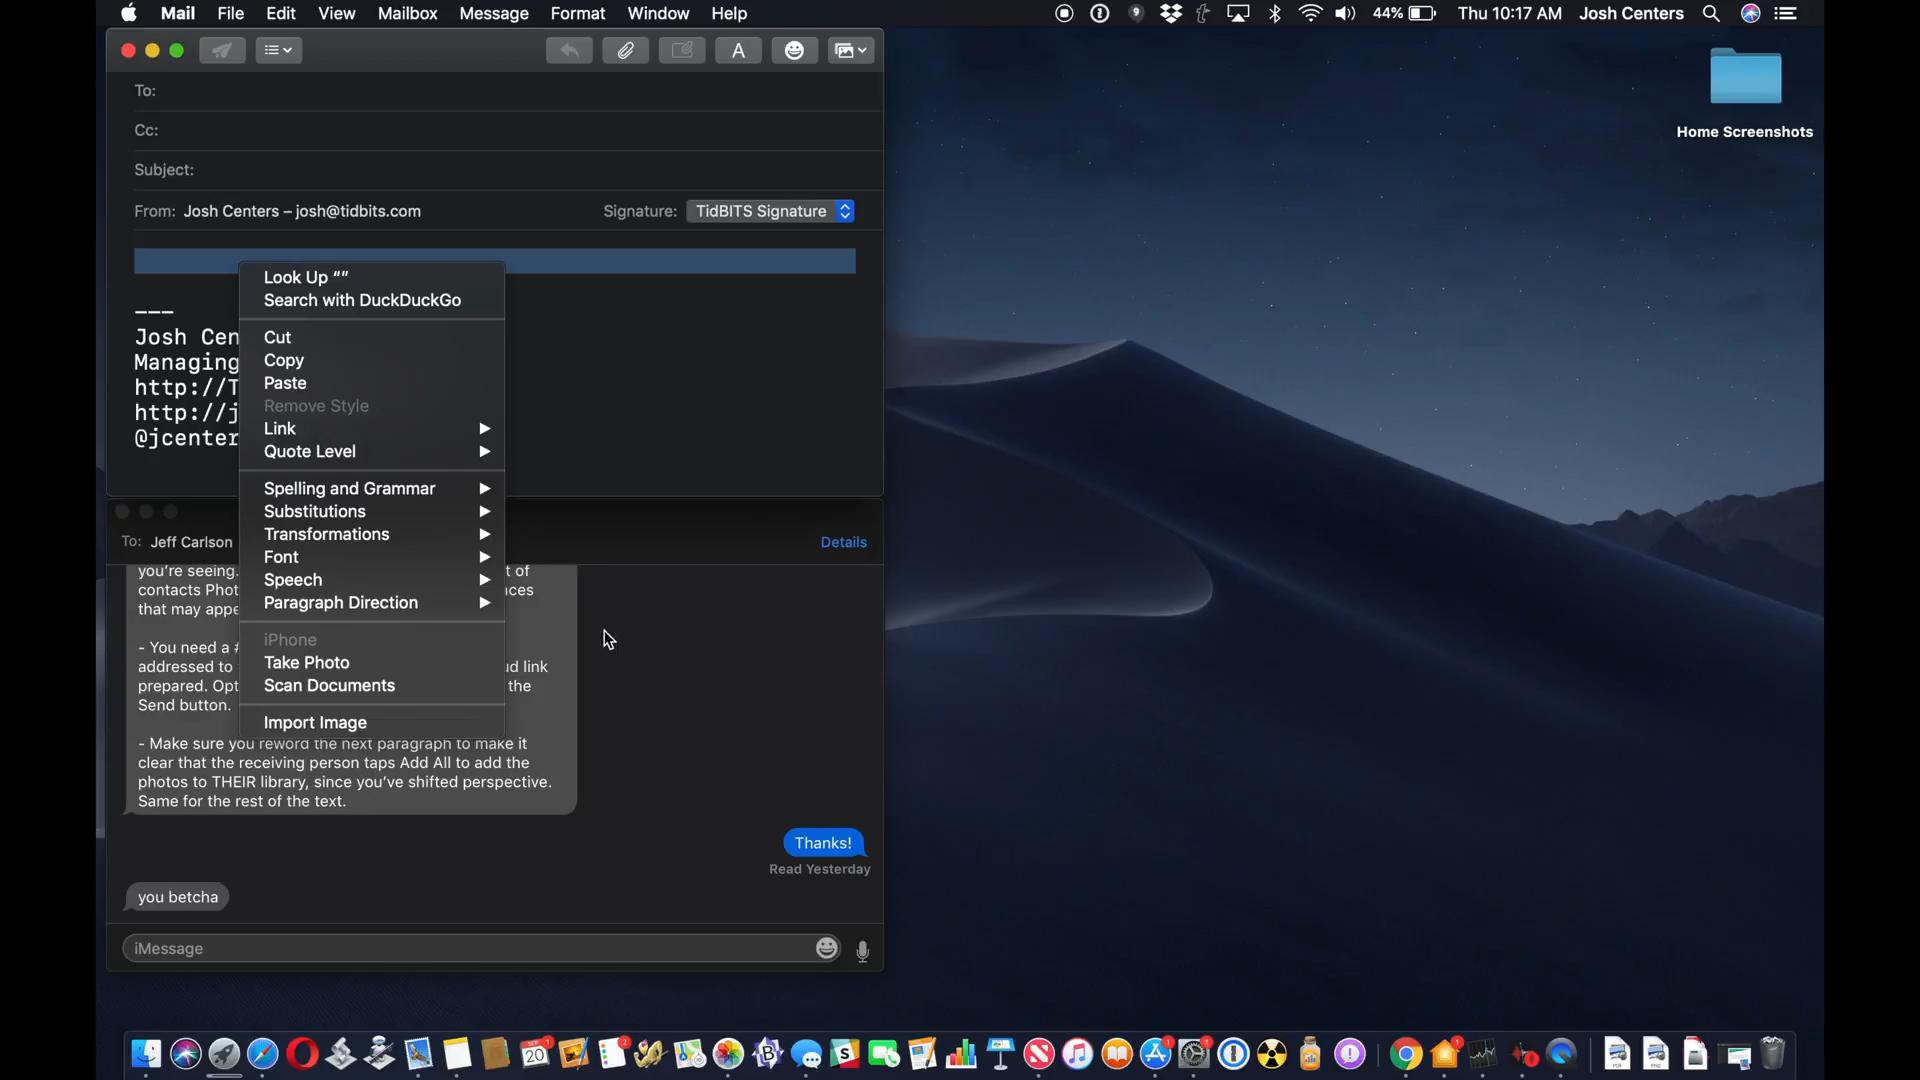 Mail File Edit View Mailbox Message Format Window Help
44% Thu 10:17 AM Josh Centers
Home Screenshots
To:
Cc:
Subject:
From: Josh Centers – josh@tidbits.com
Signature: TidBITS Signature
---
Josh Cen
Managing
http://T
http://j
@jcenter
Look Up “”
Search with DuckDuckGo
Cut
Copy
Paste
Remove Style
Link
Quote Level
Spelling and Grammar
Substitutions
Transformations
Font
Speech
Paragraph Direction
iPhone
Take Photo
Scan Documents
Import Image
To: Jeff Carlson
Details
you’re seeing. t of
contacts Phot ces
that may appe
- You need a #
addressed to ud link
prepared. Opt the
Send button.
- Make sure you reword the next paragraph to make it
clear that the receiving person taps Add All to add the
photos to THEIR library, since you’ve shifted perspective.
Same for the rest of the text.
Thanks!
Read Yesterday
you betcha
iMessage
SEP
20